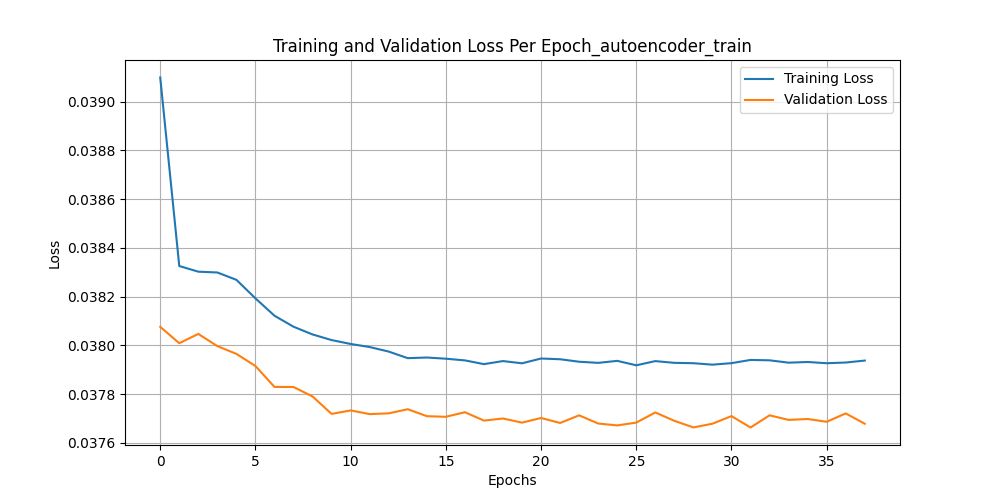 Training and Validation Loss Per Epoch_autoencoder_train
Training Loss
Validation Loss
0.0390
0.0388
0.0386
0.0384
0.0382
0.0380
0.0378
0.0376
Loss
0 5 10 15 20 25 30 35
Epochs